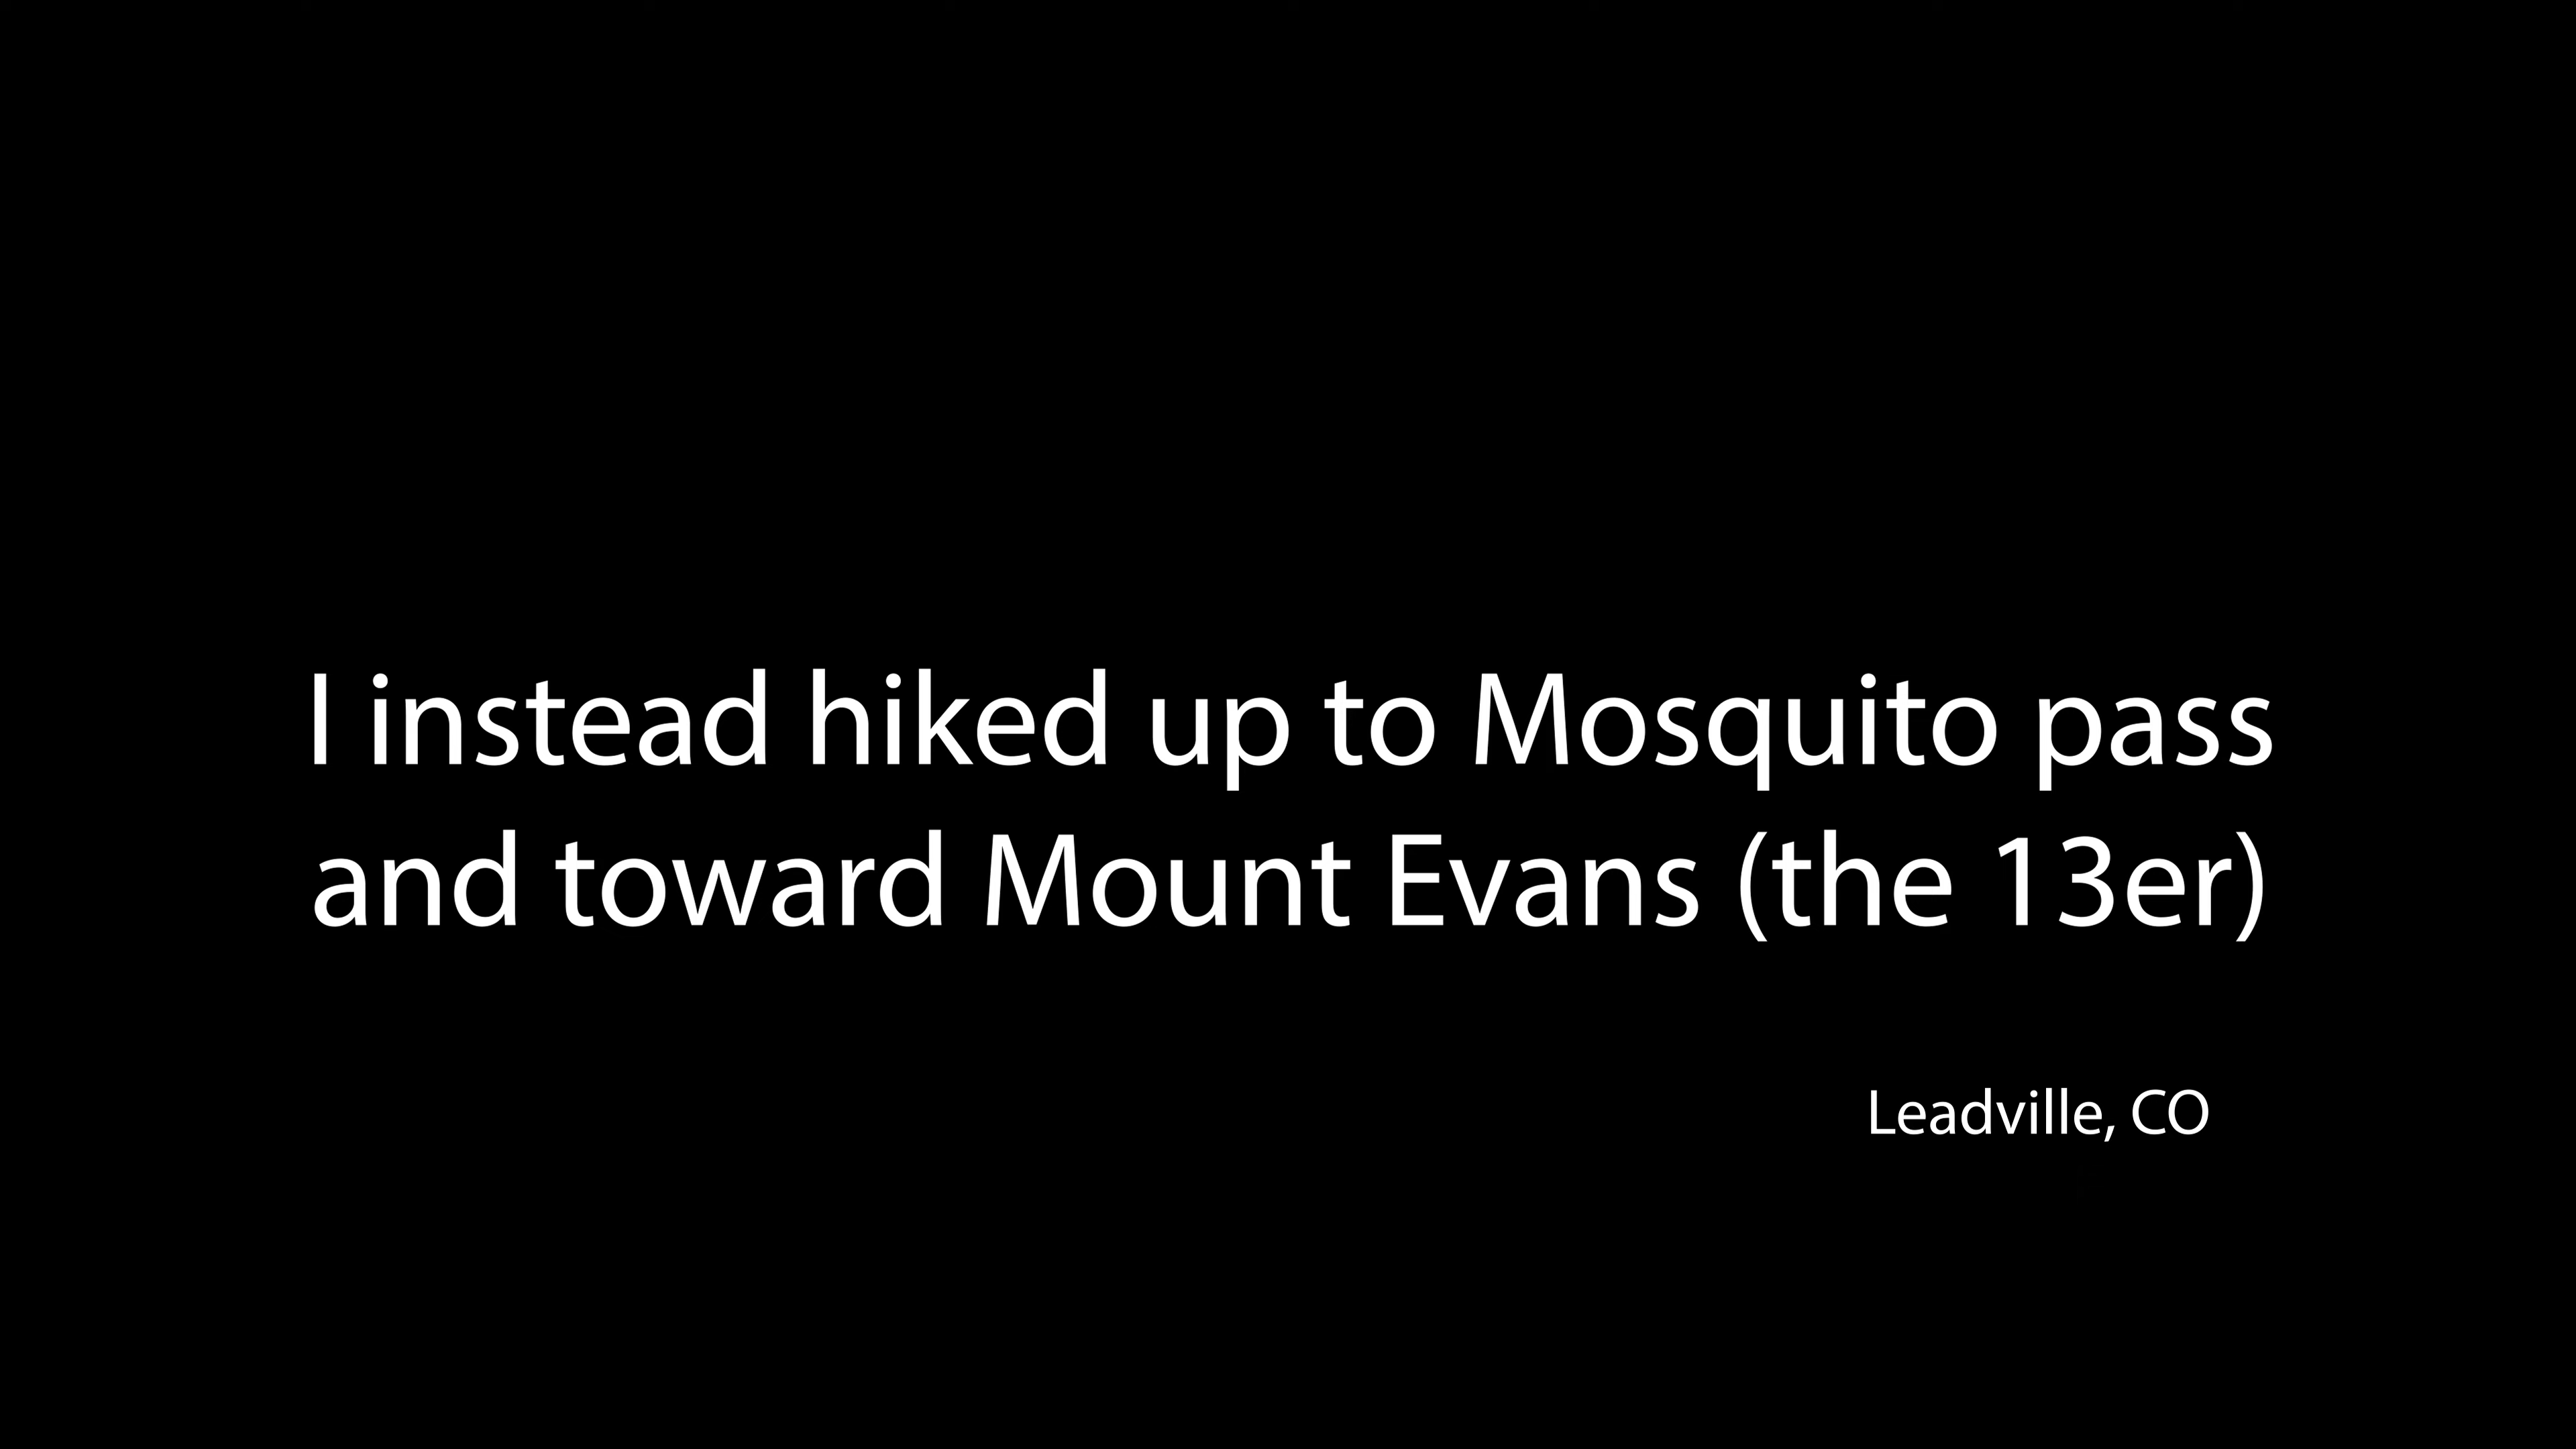 I instead hiked up to Mosquito pass
and toward Mount Evans (the 13er)
Leadville, CO